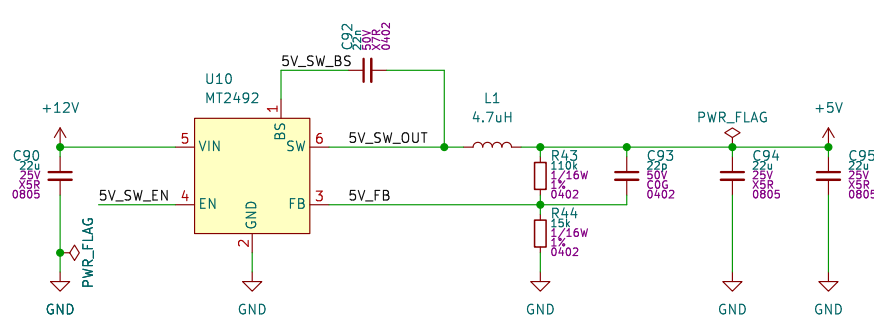 C92
22n
50V
X7R
0402
5V_SW_BS
U10
MT2492
L1
4.7uH
+12V
PWR_FLAG
+5V
1
BS
5
VIN
SW
6
5V_SW_OUT
C90
22u
25V
X5R
0805
R43
110k
1/16W
1%
0402
C93
22p
50V
C0G
0402
C94
22u
25V
X5R
0805
C95
22u
25V
X5R
0805
5V_SW_EN
4
EN
GND
2
FB
3
5V_FB
R44
15k
1/16W
1%
0402
PWR_FLAG
GND
GND
GND
GND
GND